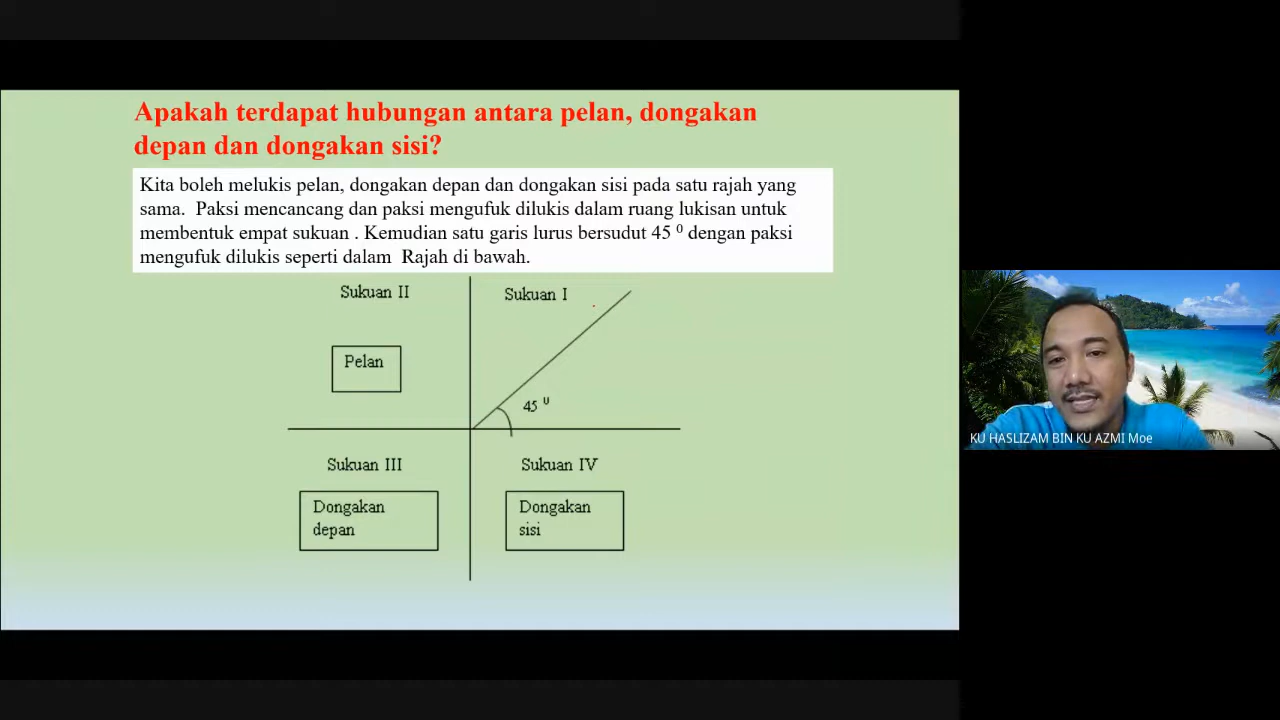 Apakah terdapat hubungan antara pelan, dongakan
depan dan dongakan sisi?
Kita boleh melukis pelan, dongakan depan dan dongakan sisi pada satu rajah yang
sama. Paksi mencancang dan paksi mengufuk dilukis dalam ruang lukisan untuk
membentuk empat sukuan . Kemudian satu garis lurus bersudut 45 ⁰ dengan paksi
mengufuk dilukis seperti dalam Rajah di bawah.
Sukuan II
Sukuan I
Pelan
45 ⁰
Sukuan III
Sukuan IV
Dongakan
depan
Dongakan
sisi
KU HASLIZAM BIN KU AZMI Moe